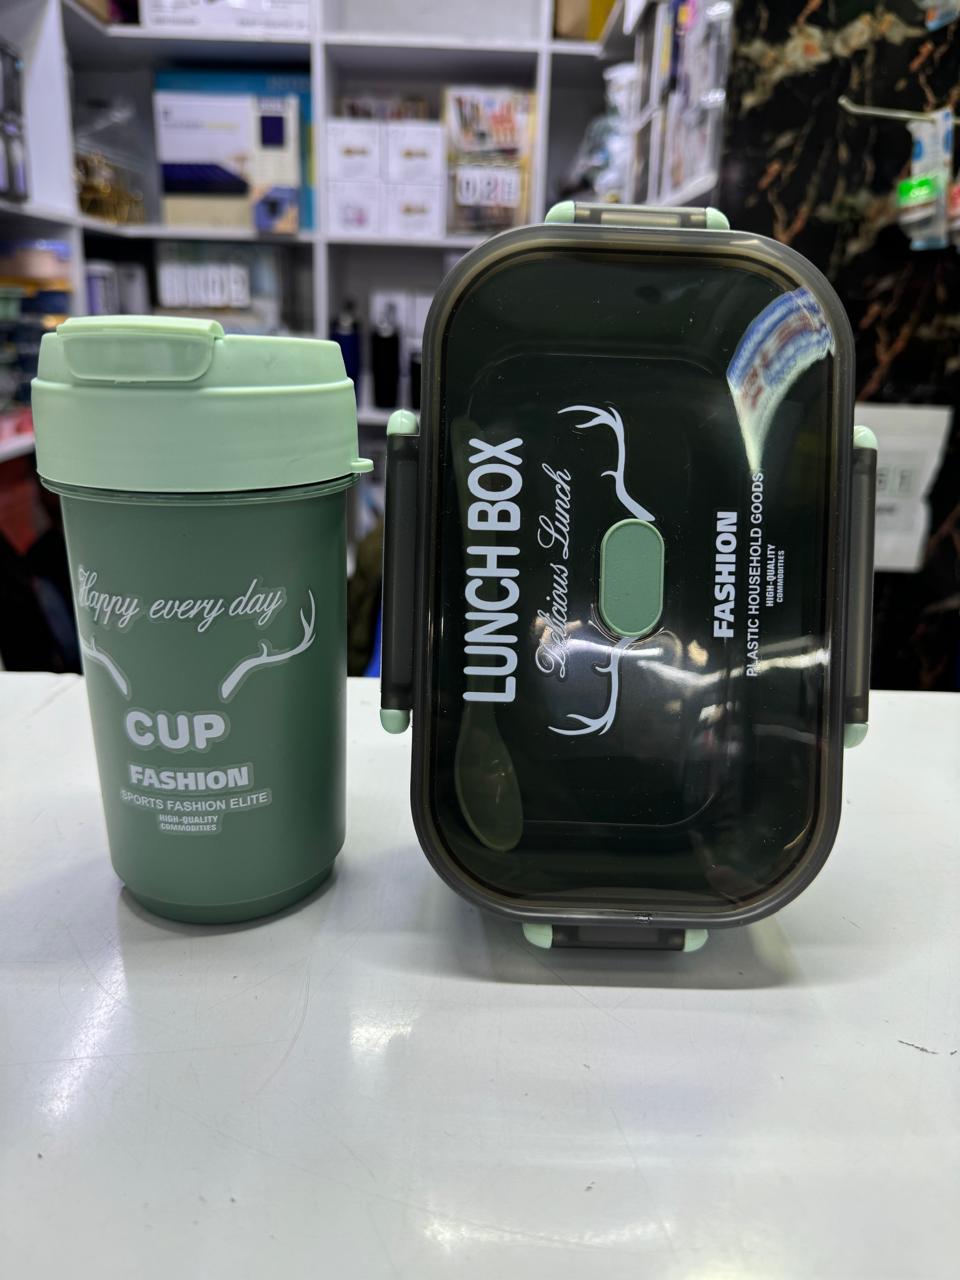 Happy every day
CUP
FASHION
SPORTS FASHION ELITE
HIGH-QUALITY
COMMODITIES
LUNCH BOX
Delicious Lunch
FASHION
PLASTIC HOUSEHOLD GOODS
HIGH-QUALITY
COMMODITIES